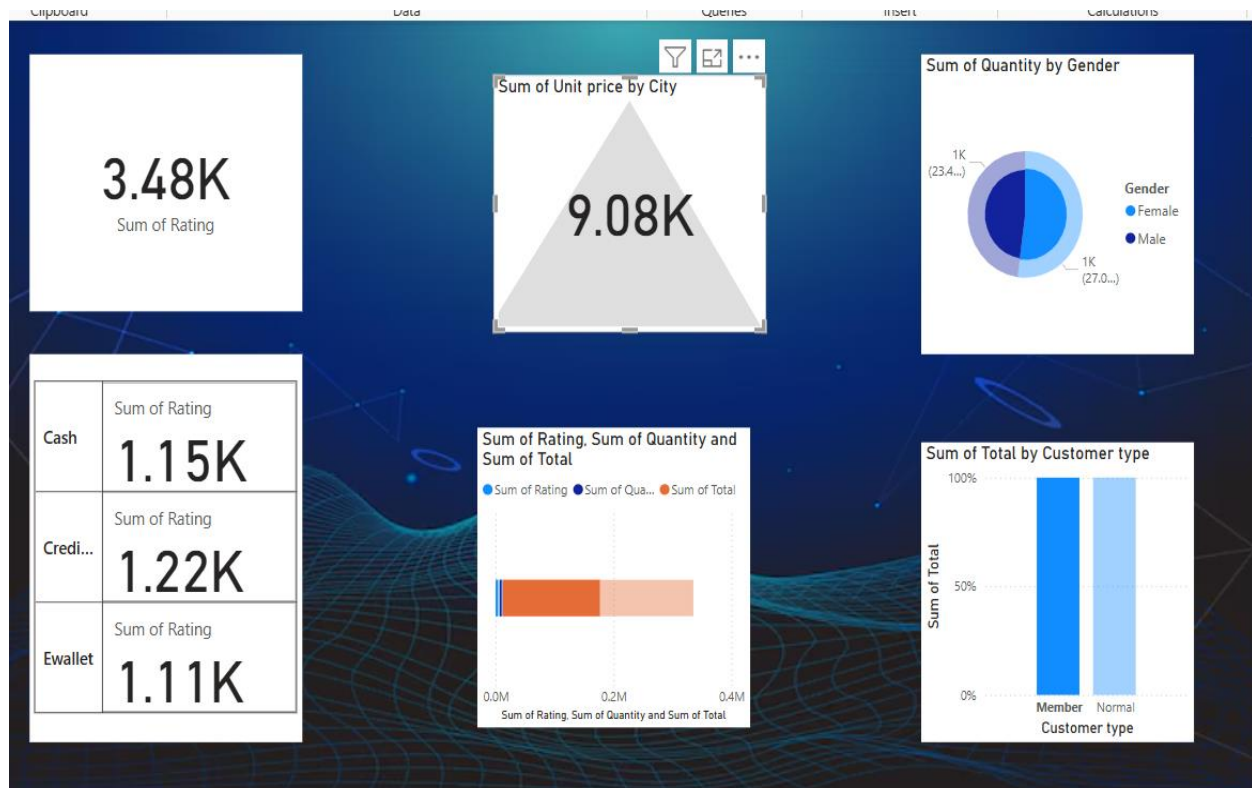 Clipboard Data Queries Insert Calculations
3.48K
Sum of Rating
Sum of Unit price by City
9.08K
Sum of Quantity by Gender
1K
(23.4...)
Gender
Female
Male
1K
(27.0...)
Cash
Sum of Rating
1.15K
Credi...
Sum of Rating
1.22K
Ewallet
Sum of Rating
1.11K
Sum of Rating, Sum of Quantity and
Sum of Total
Sum of Rating Sum of Qua... Sum of Total
0.0M 0.2M 0.4M
Sum of Rating, Sum of Quantity and Sum of Total
Sum of Total by Customer type
100%
50%
0%
Sum of Total
Member Normal
Customer type